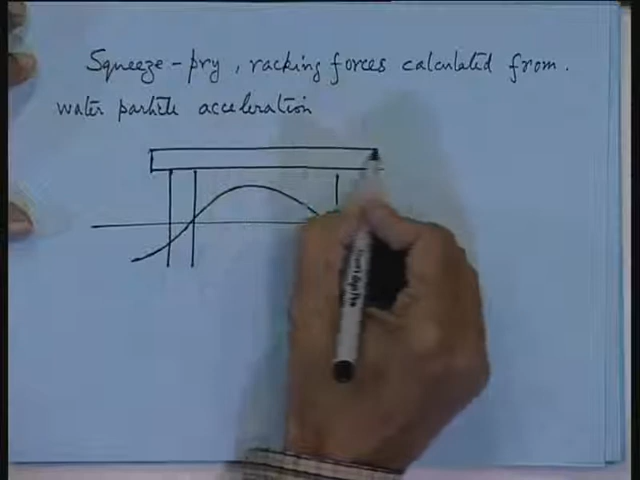 Squeeze-pry, racking forces calculated from.
water particle acceleration